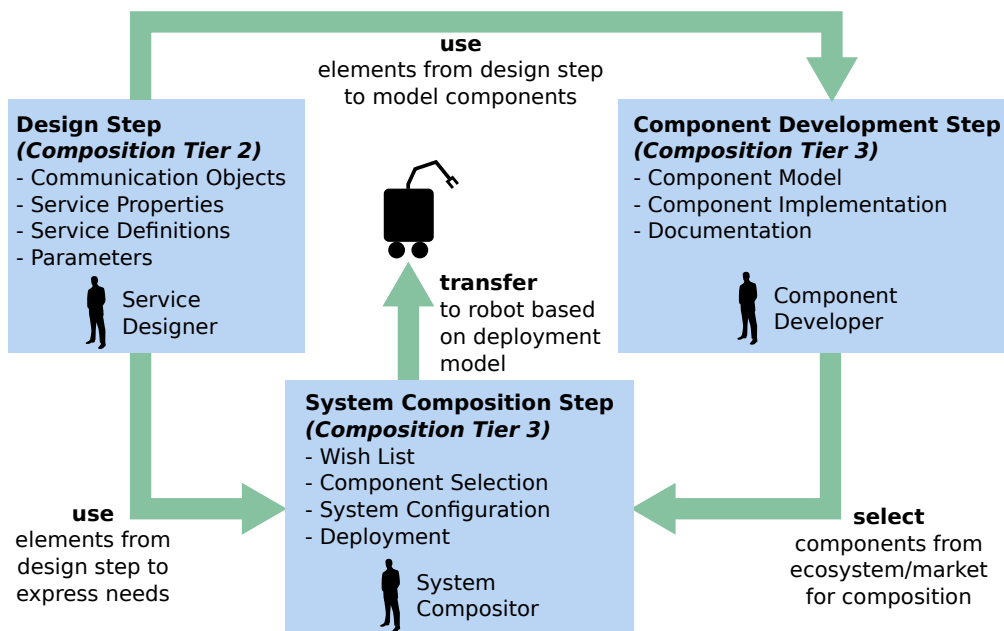 use
elements from design step
to model components
Design Step
(Composition Tier 2)
- Communication Objects
- Service Properties
- Service Definitions
- Parameters
Service
Designer
Component Development Step
(Composition Tier 3)
- Component Model
- Component Implementation
- Documentation
Component
Developer
transfer
to robot based
on deployment
model
System Composition Step
(Composition Tier 3)
- Wish List
- Component Selection
- System Configuration
- Deployment
System
Compositor
use
elements from
design step to
express needs
select
components from
ecosystem/market
for composition